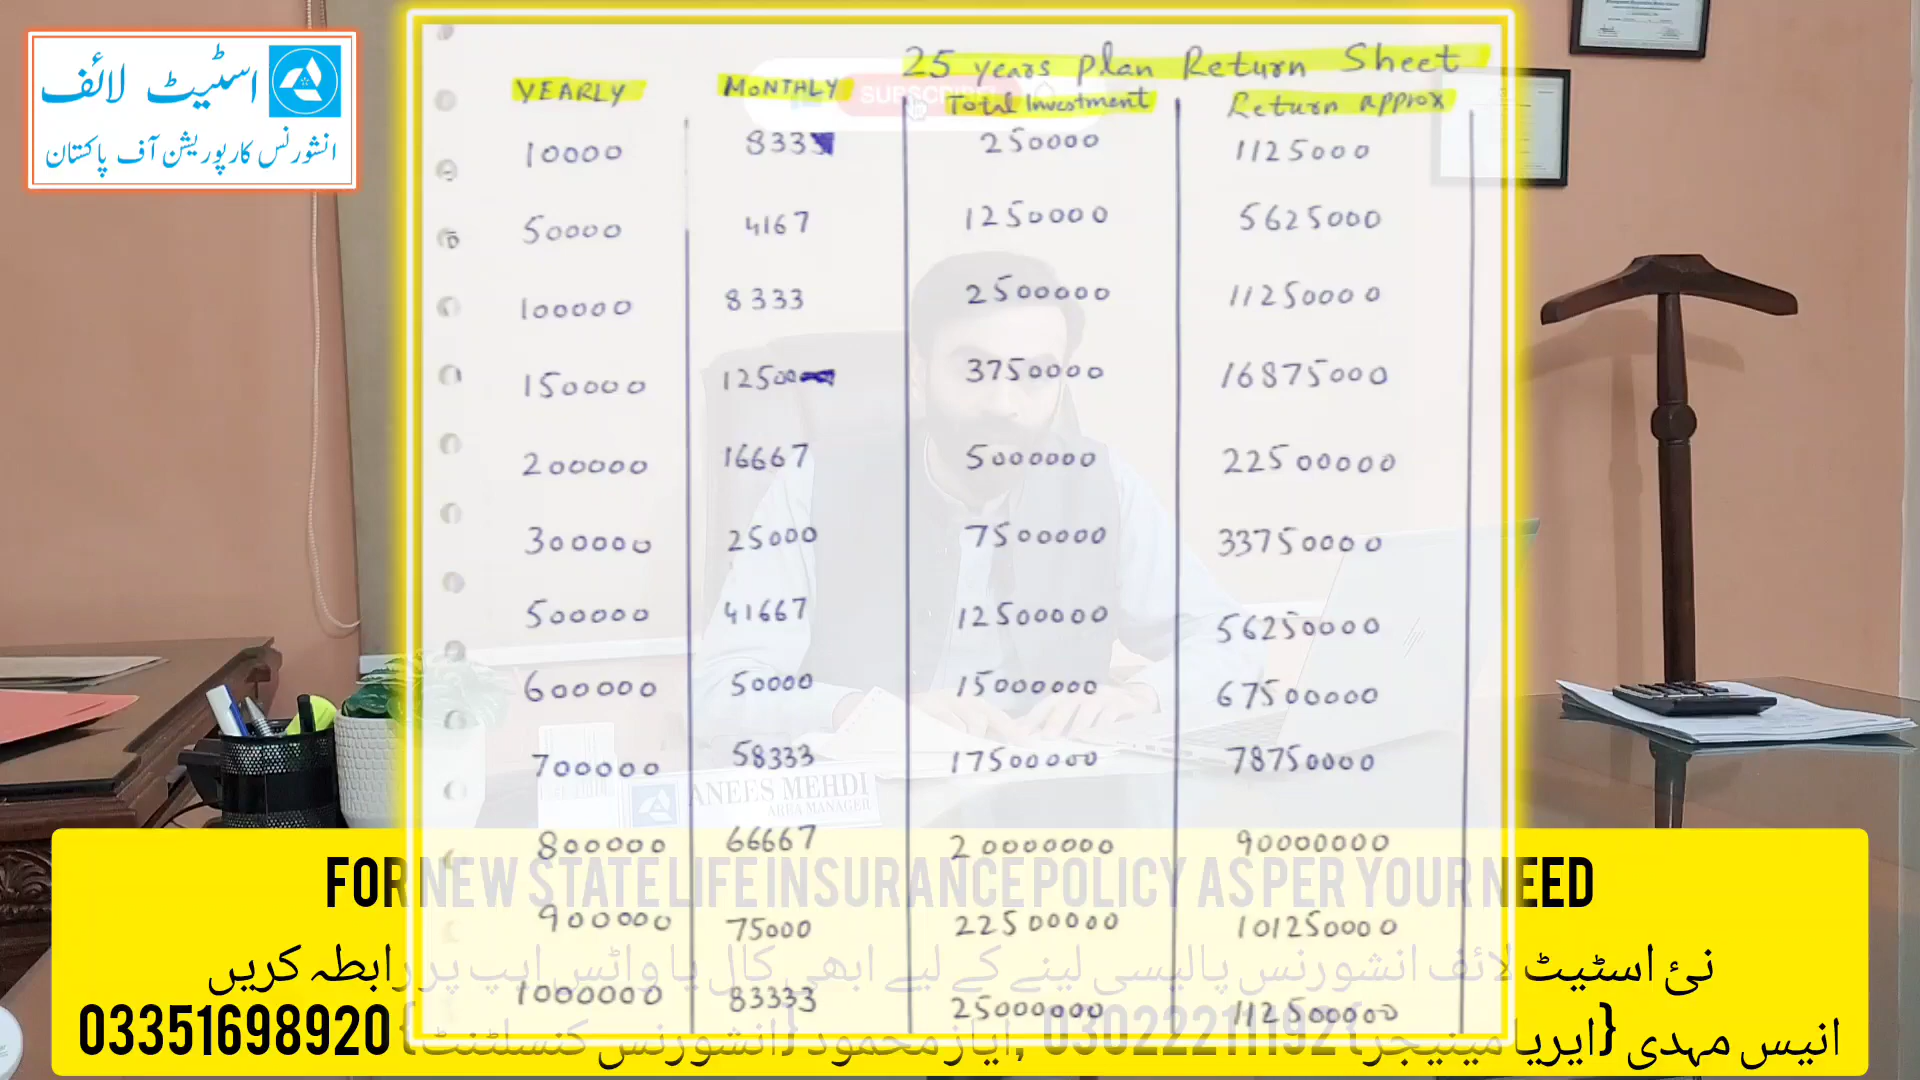 اسٹیٹ لائف
انشورنس کارپوریشن آف پاکستان
25 years plan Return Sheet
YEARLY MONTHLY Total Investment Return approx
SUBSCRIBE
10000 833 250000 1125000
50000 4167 1250000 5625000
100000 8333 2500000 11250000
150000 12500 3750000 16875000
200000 16667 5000000 22500000
300000 25000 7500000 33750000
500000 41667 12500000 56250000
600000 50000 15000000 67500000
700000 58333 17500000 78750000
ANEES MEHDI
AREA MANAGER
800000 66667 20000000 90000000
FOR NEW STATE LIFE INSURANCE POLICY AS PER YOUR NEED
900000 75000 22500000 101250000
نئ اسٹیٹ لائف انشورنس پالیسی لینے کے لیے ابھی کال یا واٹس ایپ پر رابطہ کریں
1000000 83333 25000000 112500000
انیس مہدی {ایریا مینیجر} 03022211192 , ایاز محمود {انشورنس کنسلٹنٹ} 03351698920